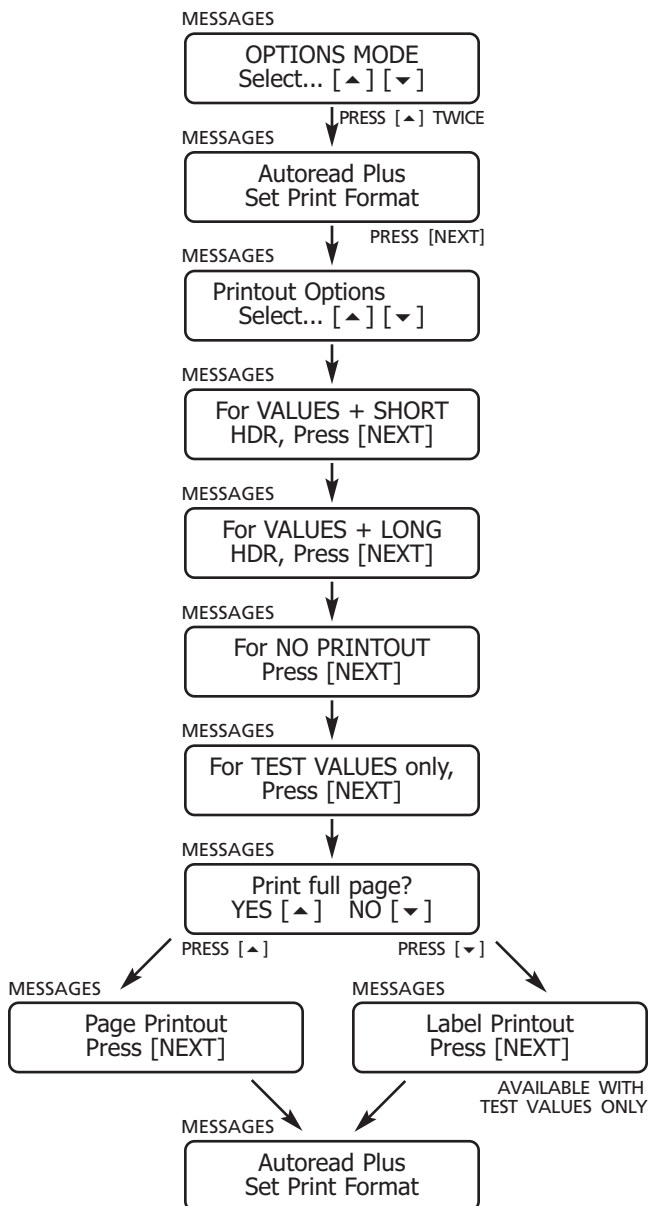 MESSAGES
OPTIONS MODE
Select... [▲] [▼]
PRESS [▲] TWICE
MESSAGES
Autoread Plus
Set Print Format
PRESS [NEXT]
MESSAGES
Printout Options
Select... [▲] [▼]
MESSAGES
For VALUES + SHORT
HDR, Press [NEXT]
MESSAGES
For VALUES + LONG
HDR, Press [NEXT]
MESSAGES
For NO PRINTOUT
Press [NEXT]
MESSAGES
For TEST VALUES only,
Press [NEXT]
MESSAGES
Print full page?
YES [▲] NO [▼]
PRESS [▲]
PRESS [▼]
MESSAGES
Page Printout
Press [NEXT]
MESSAGES
Label Printout
Press [NEXT]
AVAILABLE WITH
TEST VALUES ONLY
MESSAGES
Autoread Plus
Set Print Format